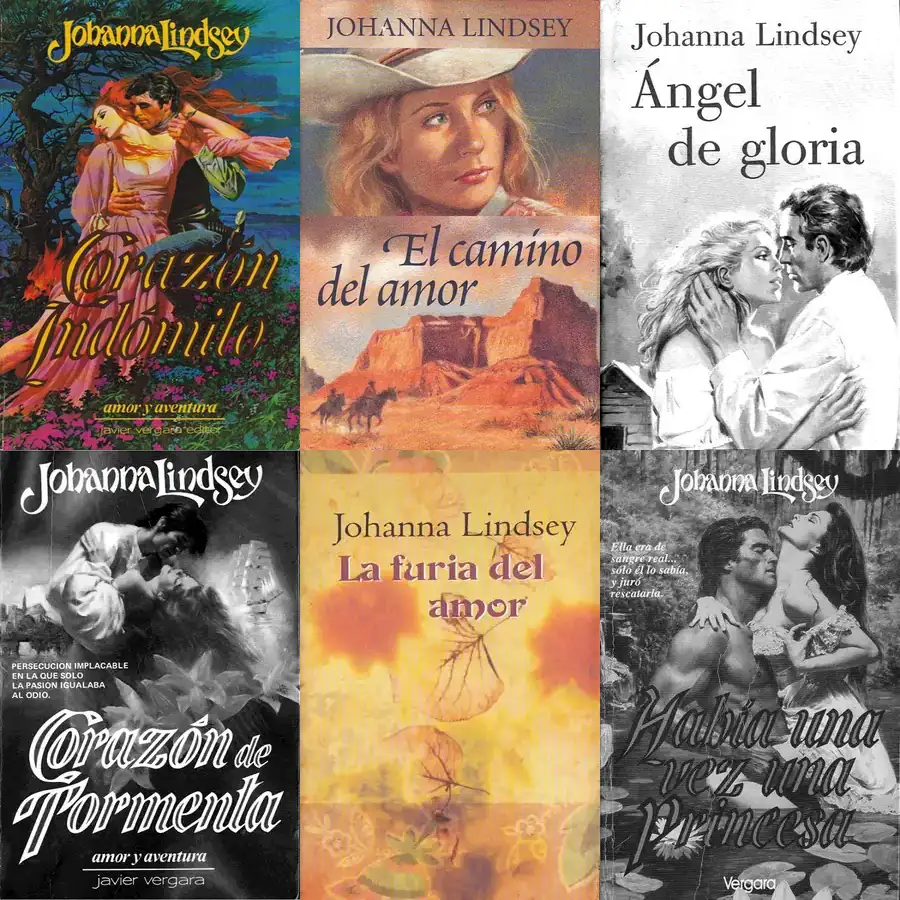 Johanna Lindsey
Corazón
Indómito
amor y aventura
javier vergara editor
JOHANNA LINDSEY
El camino
del amor
Johanna Lindsey
Ángel
de gloria
Johanna Lindsey
PERSECUCION IMPLACABLE
EN LA QUE SOLO
LA PASION IGUALABA
AL ODIO.
Corazón de
Tormenta
amor y aventura
javier vergara
Johanna Lindsey
La furia del
amor
Johanna Lindsey
Ella era de
sangre real...
sólo él lo sabía,
y juró
rescatarla.
Había una
vez una
Princesa
Vergara